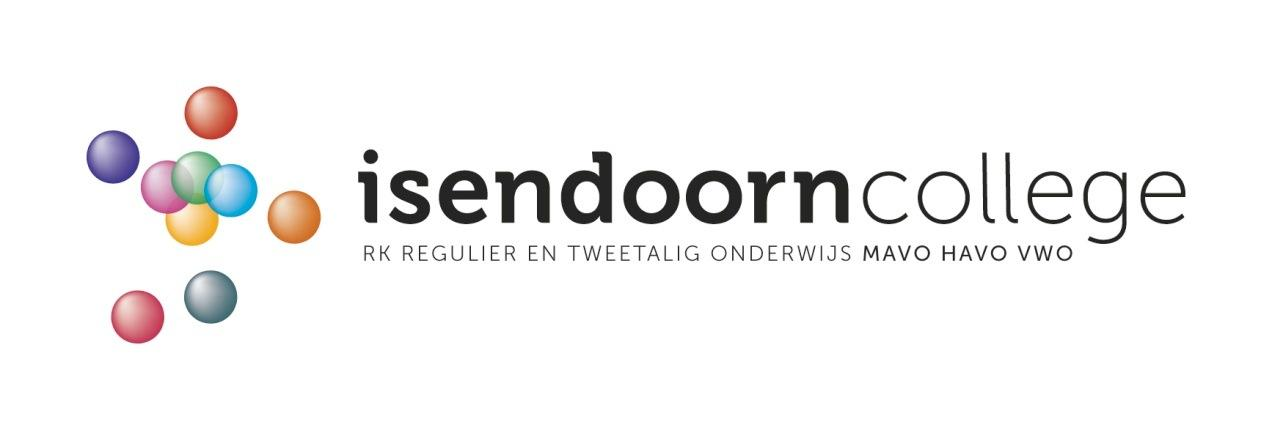 isendoorncollege
RK REGULIER EN TWEETALIG ONDERWIJS MAVO HAVO VWO